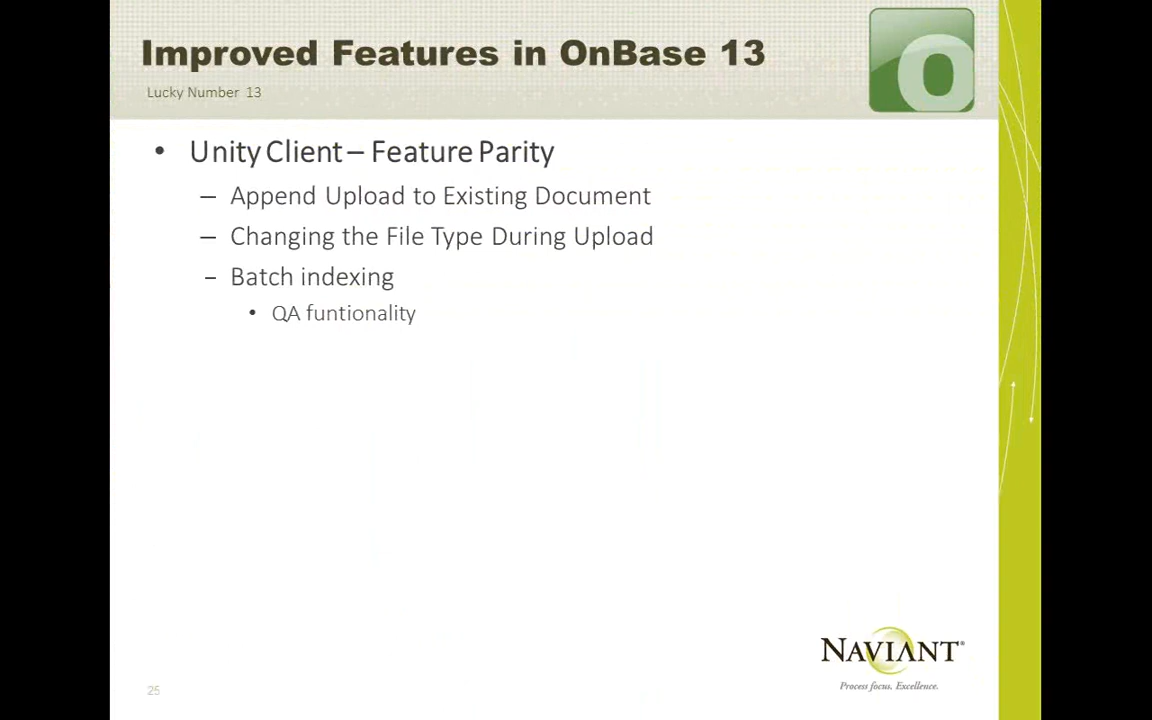 Improved Features in OnBase 13
Lucky Number 13
O
• Unity Client – Feature Parity
– Append Upload to Existing Document
– Changing the File Type During Upload
– Batch indexing
• QA funtionality
NAVIANT®
Process focus. Excellence.
25